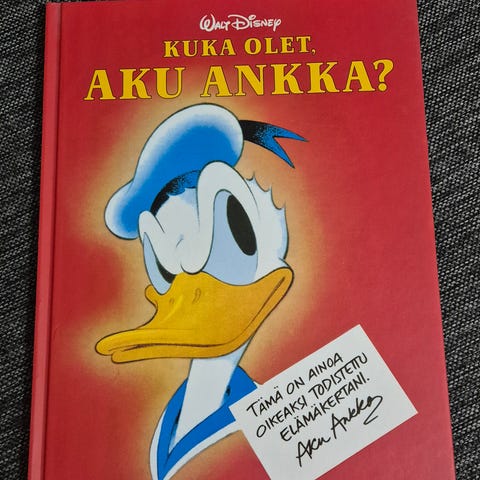 WALT DISNEY
KUKA OLET,
AKU ANKKA?
TÄMÄ ON AINOA
OIKEAKSI TODISTETTU
ELÄMÄKERTANI.
Aku Ankka